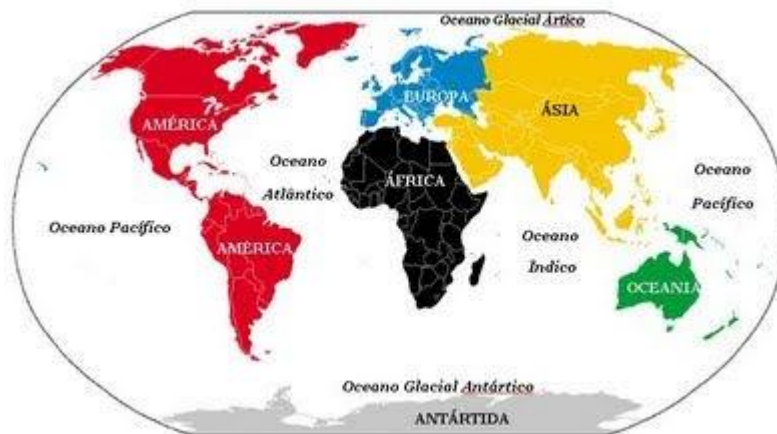 Oceano Glacial Ártico
EUROPA
AMÉRICA
ÁSIA
Oceano
Atlântico
ÁFRICA
Oceano
Pacífico
Oceano Pacífico
AMÉRICA
Oceano
Índico
OCEANIA
Oceano Glacial Antártico
ANTÁRTIDA